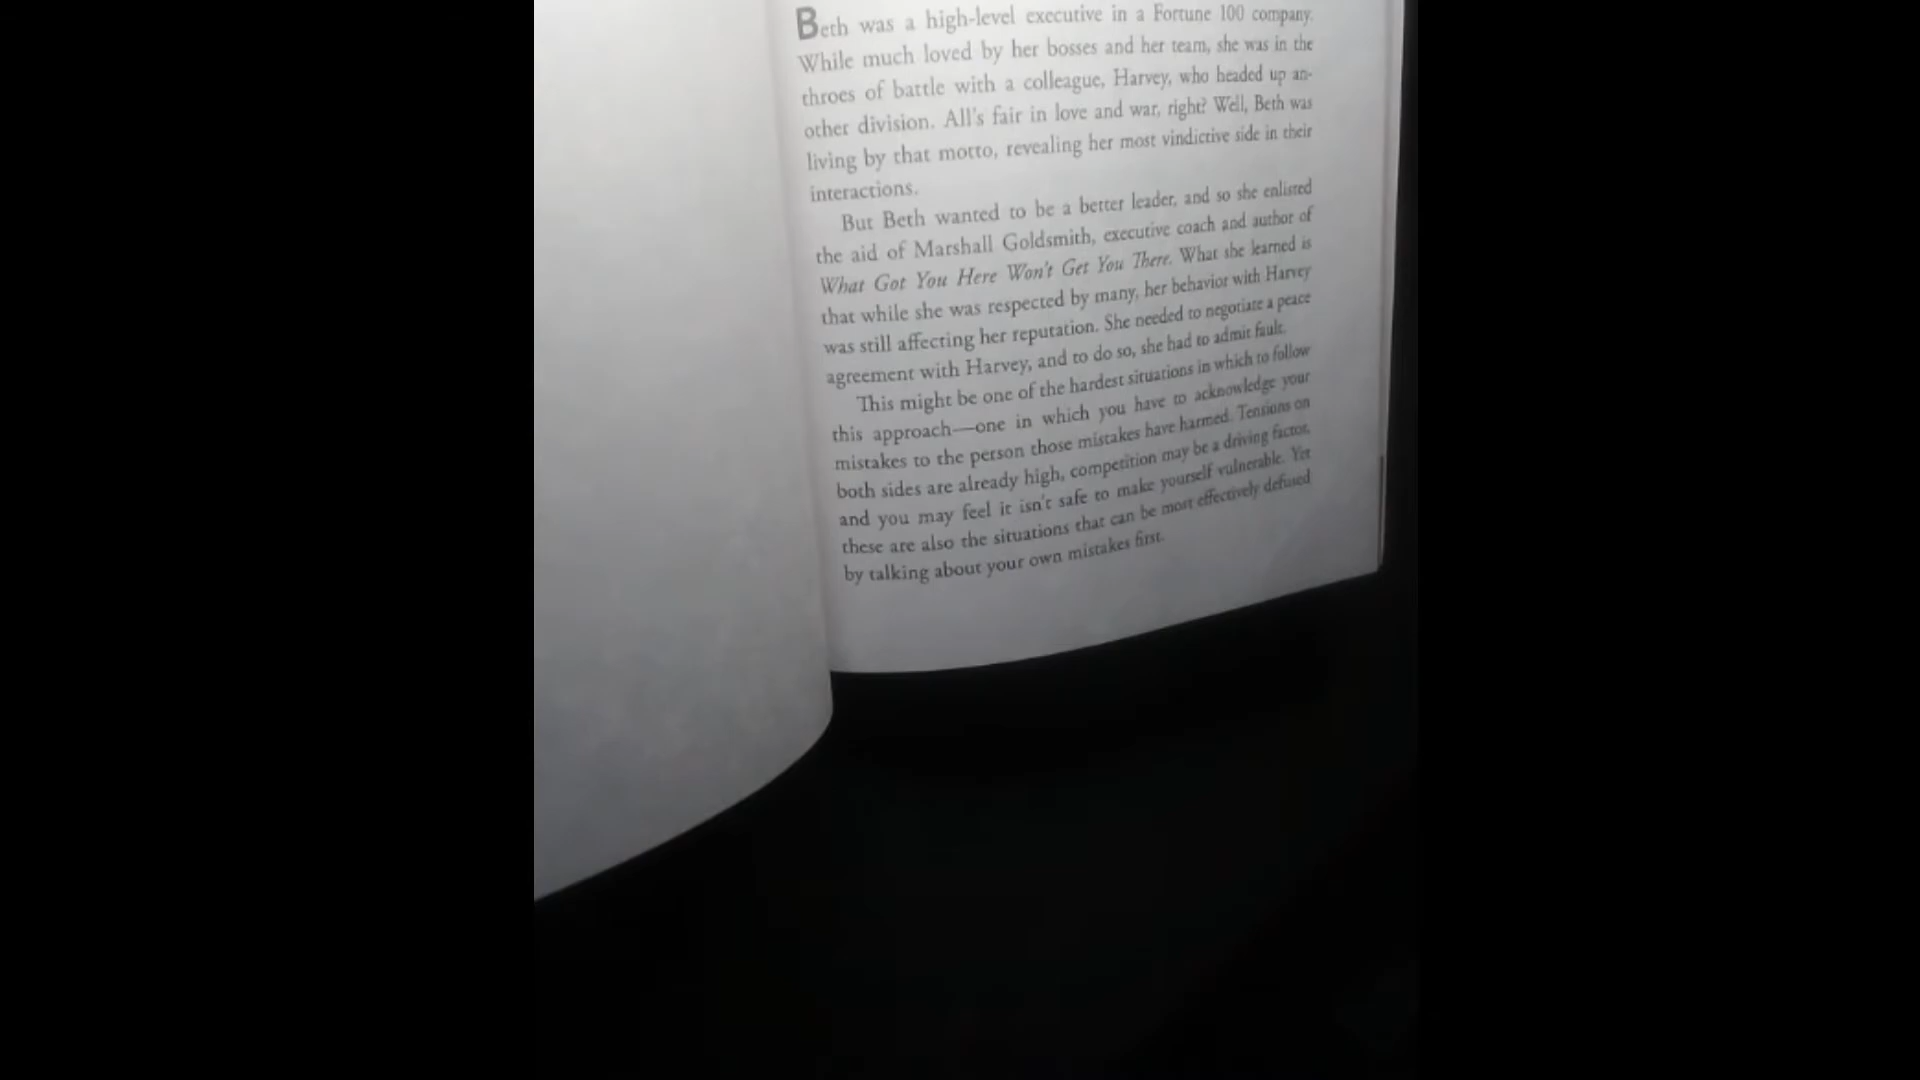 Beth was a high-level executive in a Fortune 100 company.
While much loved by her bosses and her team, she was in the
throes of battle with a colleague, Harvey, who headed up an-
other division. All's fair in love and war, right? Well, Beth was
living by that motto, revealing her most vindictive side in their
interactions.
But Beth wanted to be a better leader, and so she enlisted
the aid of Marshall Goldsmith, executive coach and author of
What Got You Here Won't Get You There. What she learned is
that while she was respected by many, her behavior with Harvey
was still affecting her reputation. She needed to negotiate a peace
agreement with Harvey, and to do so, she had to admit fault.
This might be one of the hardest situations in which to follow
this approach—one in which you have to acknowledge your
mistakes to the person those mistakes have harmed. Tensions on
both sides are already high, competition may be a driving factor,
and you may feel it isn't safe to make yourself vulnerable. Yet
these are also the situations that can be most effectively defused
by talking about your own mistakes first.